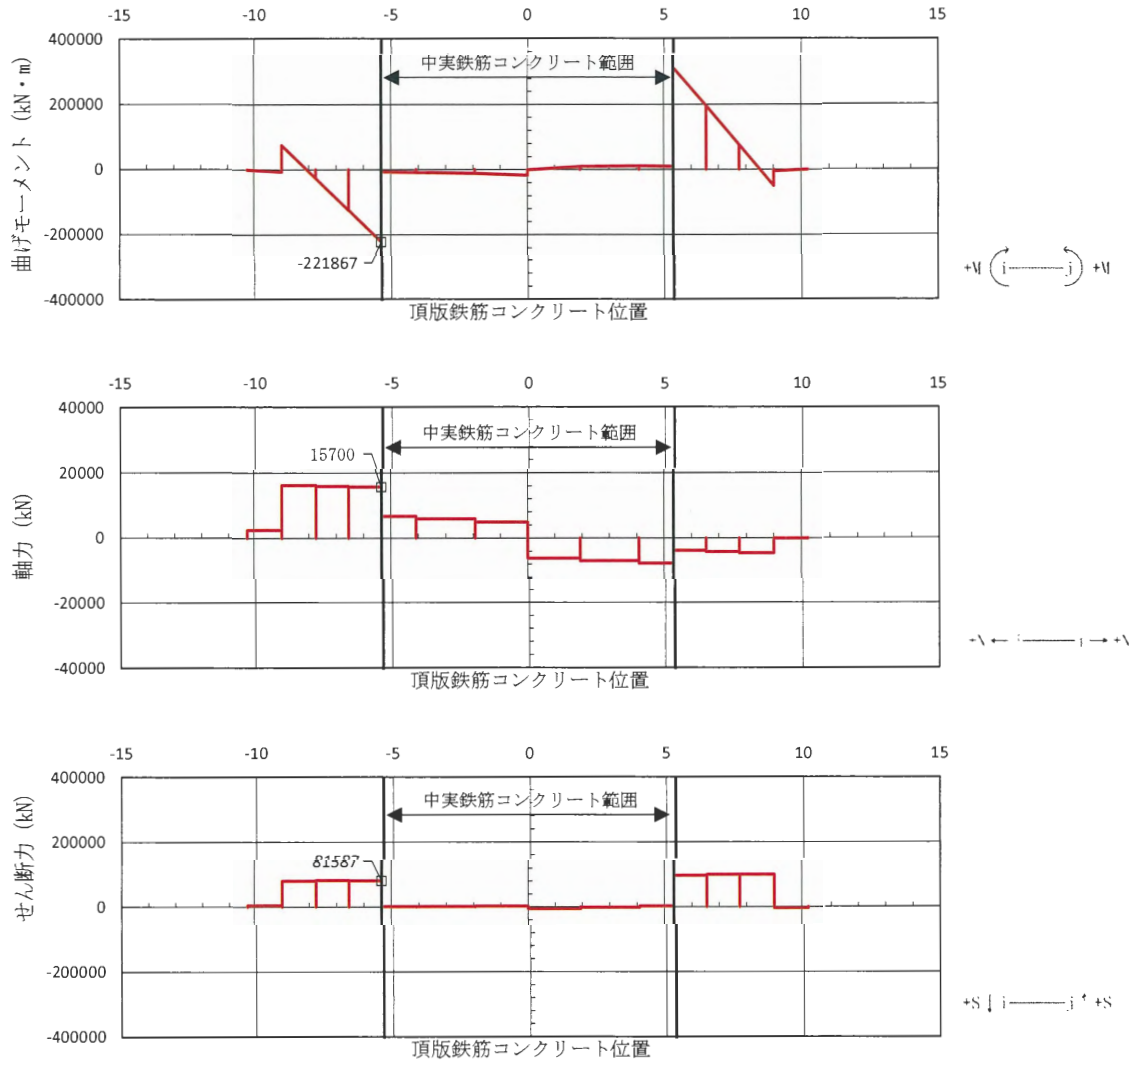 -15 -10 -5 0 5 10 15
400000
中実鉄筋コンクリート範囲
200000
0
-200000
-221867
-400000
曲げモーメント (kN・m)
頂版鉄筋コンクリート位置
+M i j +M
-15 -10 -5 0 5 10 15
40000
中実鉄筋コンクリート範囲
15700
20000
0
-20000
-40000
軸力 (kN)
頂版鉄筋コンクリート位置
-15 -10 -5 0 5 10 15
400000
中実鉄筋コンクリート範囲
200000
81587
0
-200000
-400000
せん断力 (kN)
頂版鉄筋コンクリート位置
+S i j +S